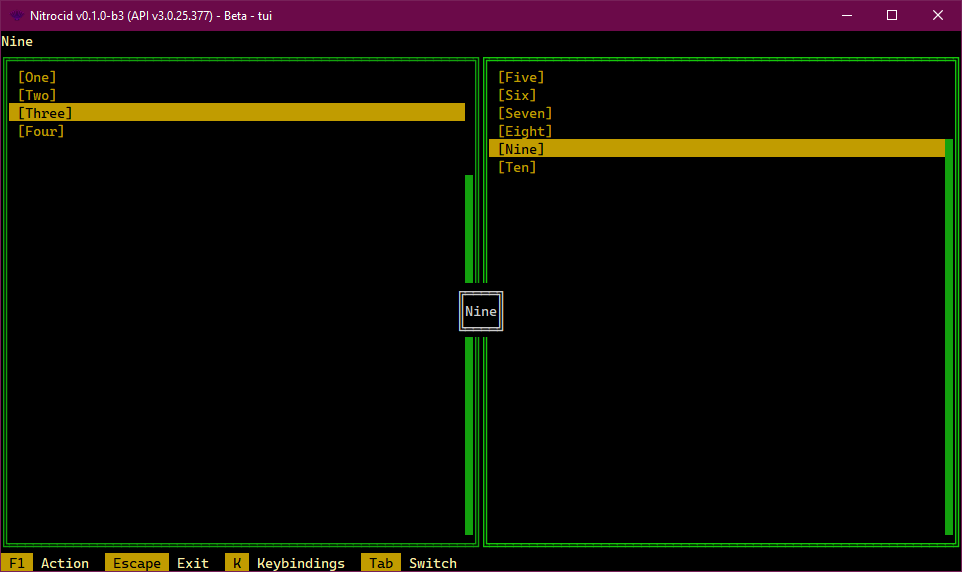 Nitrocid v0.1.0-b3 (API v3.0.25.377) - Beta - tui
Nine
[One]
[Two]
[Three]
[Four]
[Five]
[Six]
[Seven]
[Eight]
[Nine]
[Ten]
Nine
F1 Action Escape Exit K Keybindings Tab Switch